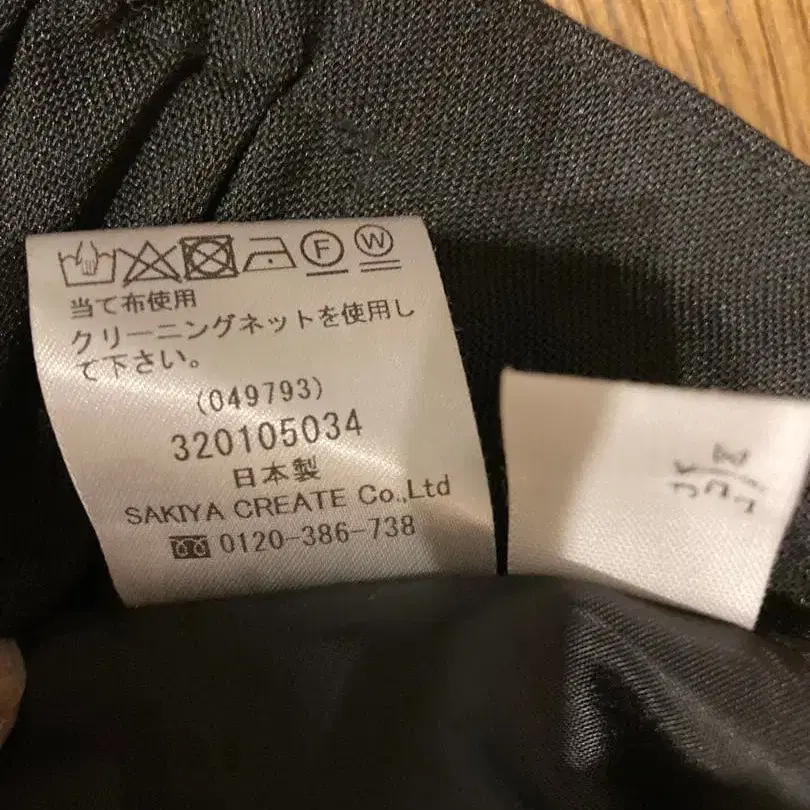 F W
当て布使用
クリーニングネットを使用し
て下さい。
(049793)
320105034
日本製
SAKIYA CREATE Co.,Ltd
0120-386-738